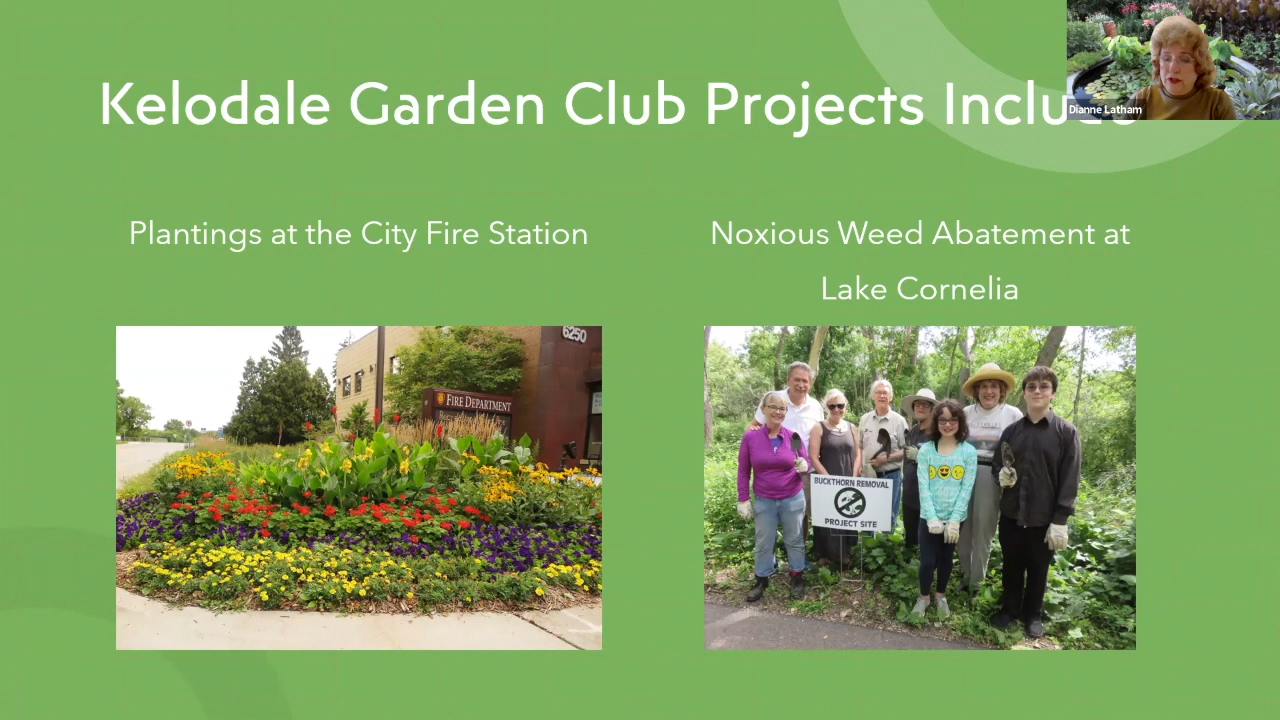 Kelodale Garden Club Projects Include
Dianne Latham
Plantings at the City Fire Station
Noxious Weed Abatement at
Lake Cornelia
6250
FIRE DEPARTMENT
BUCKTHORN REMOVAL
PROJECT SITE